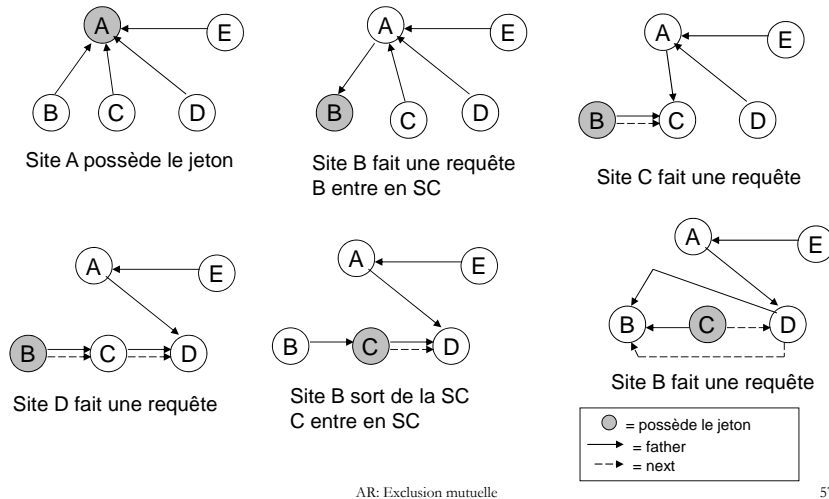 A
E
B
C
D
Site A possède le jeton
A
E
B
C
D
Site B fait une requête
B entre en SC
A
E
B
C
D
Site C fait une requête
A
E
B
C
D
Site D fait une requête
A
E
B
C
D
Site B sort de la SC
C entre en SC
A
E
B
C
D
Site B fait une requête
= possède le jeton
= father
= next
AR: Exclusion mutuelle